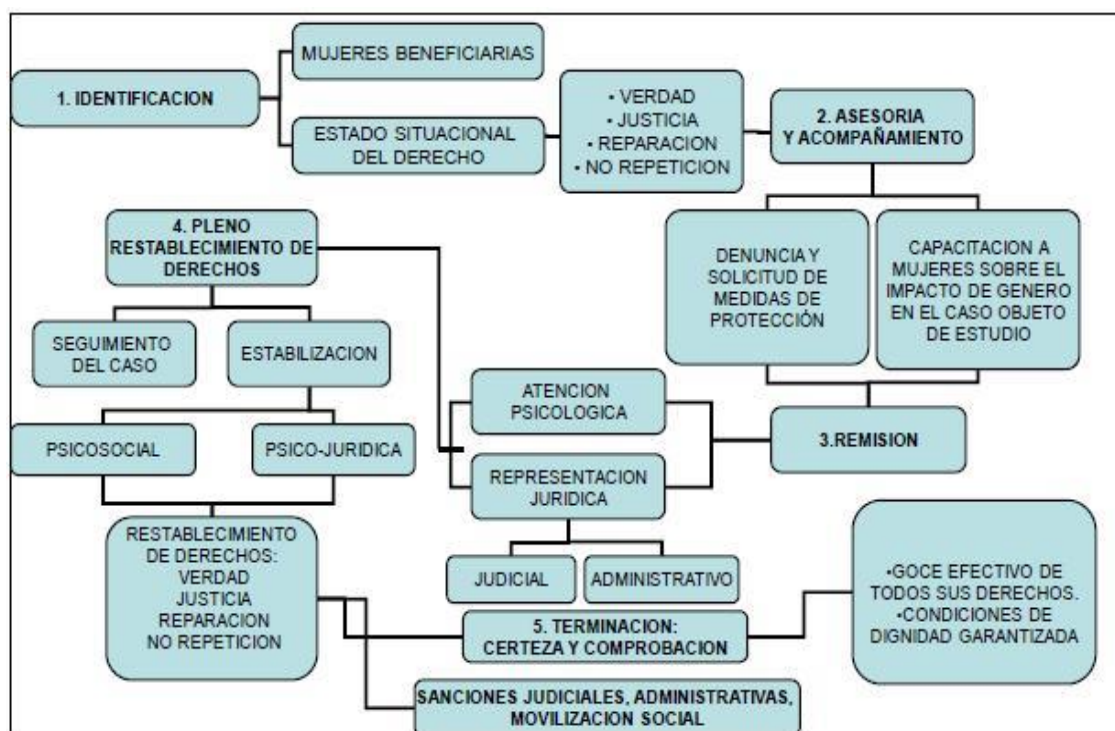 MUJERES BENEFICIARIAS
1. IDENTIFICACION
ESTADO SITUACIONAL
DEL DERECHO
• VERDAD
• JUSTICIA
• REPARACION
• NO REPETICION
2. ASESORIA
Y ACOMPAÑAMIENTO
DENUNCIA Y
SOLICITUD DE
MEDIDAS DE
PROTECCIÓN
CAPACITACION A
MUJERES SOBRE EL
IMPACTO DE GENERO
EN EL CASO OBJETO
DE ESTUDIO
3.REMISION
ATENCION
PSICOLOGICA
REPRESENTACION
JURIDICA
JUDICIAL
ADMINISTRATIVO
4. PLENO
RESTABLECIMIENTO DE
DERECHOS
SEGUIMIENTO
DEL CASO
ESTABILIZACION
PSICOSOCIAL
PSICO-JURIDICA
RESTABLECIMIENTO
DE DERECHOS:
VERDAD
JUSTICIA
REPARACION
NO REPETICION
5. TERMINACION:
CERTEZA Y COMPROBACION
•GOCE EFECTIVO DE
TODOS SUS DERECHOS.
•CONDICIONES DE
DIGNIDAD GARANTIZADA
SANCIONES JUDICIALES, ADMINISTRATIVAS,
MOVILIZACION SOCIAL